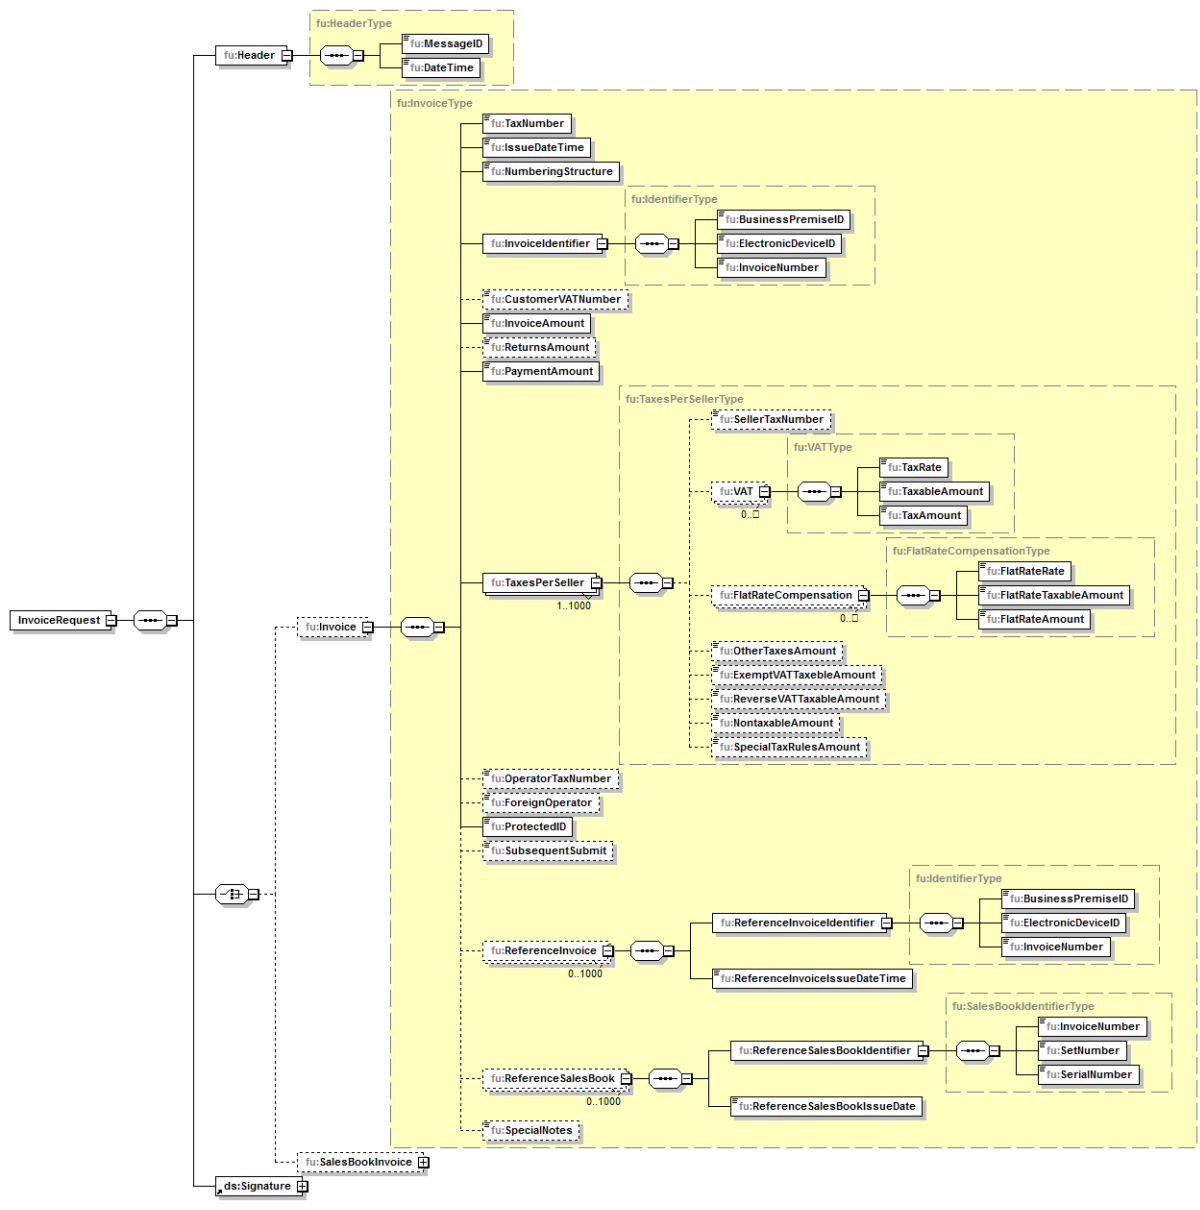 fu:HeaderType
fu:Header
fu:MessageID
fu:DateTime
fu:InvoiceType
fu:TaxNumber
fu:IssueDateTime
fu:NumberingStructure
fu:IdentifierType
fu:BusinessPremiseID
fu:InvoiceIdentifier
fu:ElectronicDeviceID
fu:InvoiceNumber
fu:CustomerVATNumber
fu:InvoiceAmount
fu:ReturnsAmount
fu:PaymentAmount
fu:TaxesPerSellerType
fu:SellerTaxNumber
fu:VATType
fu:TaxRate
fu:VAT
fu:TaxableAmount
0..□
fu:TaxAmount
fu:FlatRateCompensationType
fu:FlatRateRate
fu:TaxesPerSeller
1..1000
fu:FlatRateCompensation
fu:FlatRateTaxableAmount
0..□
fu:FlatRateAmount
InvoiceRequest
fu:Invoice
fu:OtherTaxesAmount
fu:ExemptVATTaxebleAmount
fu:ReverseVATTaxableAmount
fu:NontaxableAmount
fu:SpecialTaxRulesAmount
fu:OperatorTaxNumber
fu:ForeignOperator
fu:ProtectedID
fu:SubsequentSubmit
fu:IdentifierType
fu:BusinessPremiseID
fu:ReferenceInvoiceIdentifier
fu:ElectronicDeviceID
fu:InvoiceNumber
fu:ReferenceInvoice
0..1000
fu:ReferenceInvoiceIssueDateTime
fu:SalesBookIdentifierType
fu:InvoiceNumber
fu:ReferenceSalesBookIdentifier
fu:SetNumber
fu:SerialNumber
fu:ReferenceSalesBook
0..1000
fu:ReferenceSalesBookIssueDate
fu:SpecialNotes
fu:SalesBookInvoice
ds:Signature